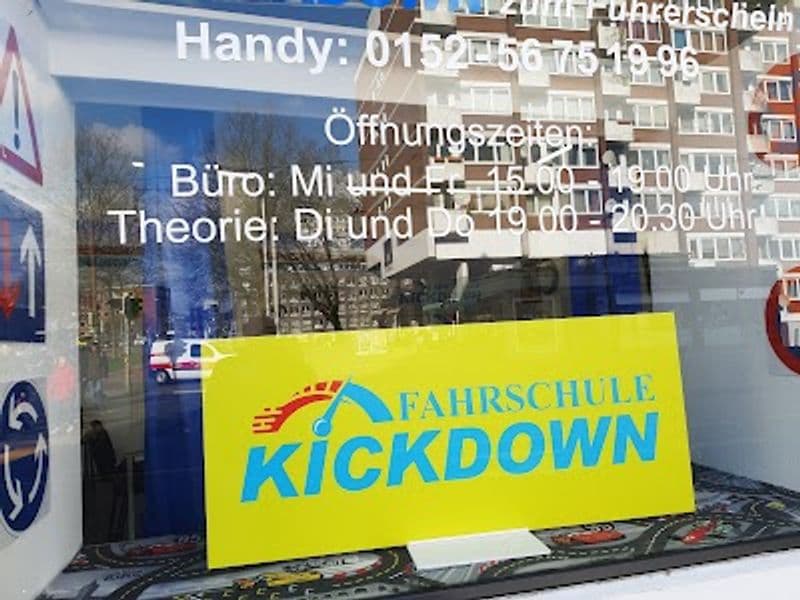 zum Führerschein
Handy: 0152 - 56 75 19 96
Öffnungszeiten:
Büro: Mi und Fr 15.00 - 19.00 Uhr
Theorie: Di und Do 19.00 - 20.30 Uhr
FAHRSCHULE
KICKDOWN